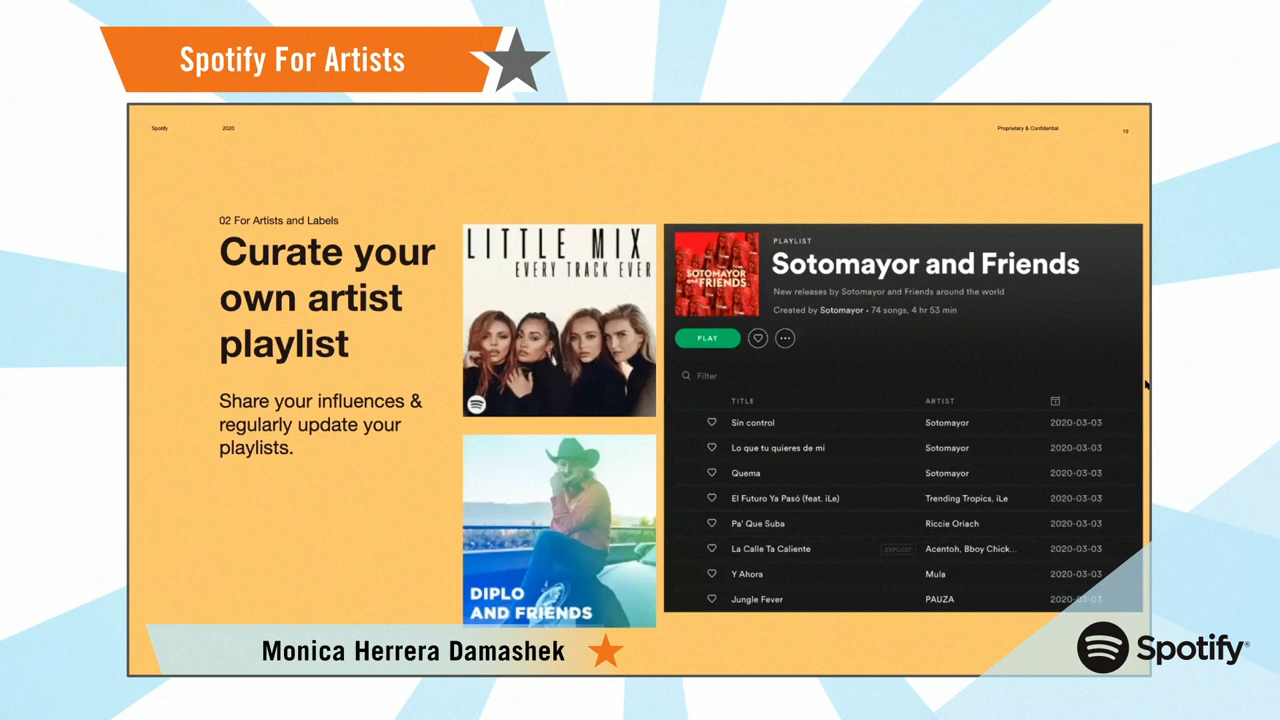 Spotify For Artists
Spotify 2020 Proprietary & Confidential 19
02 For Artists and Labels
Curate your
own artist
playlist
Share your influences &
regularly update your
playlists.
LITTLE MIX
EVERY TRACK EVER
DIPLO
AND FRIENDS
SOTOMAYOR
and FRIENDS
PLAYLIST
Sotomayor and Friends
New releases by Sotomayor and Friends around the world
Created by Sotomayor • 74 songs, 4 hr 53 min
PLAY
Filter
TITLE ARTIST
Sin control Sotomayor 2020-03-03
Lo que tu quieres de mi Sotomayor 2020-03-03
Quema Sotomayor 2020-03-03
El Futuro Ya Pasó (feat. iLe) Trending Tropics, iLe 2020-03-03
Pa' Que Suba Riccie Oriach 2020-03-03
La Calle Ta Caliente EXPLICIT Acentoh, Bboy Chick... 2020-03-03
Y Ahora Mula 2020-03-03
Jungle Fever PAUZA 2020-03-03
Monica Herrera Damashek
Spotify®